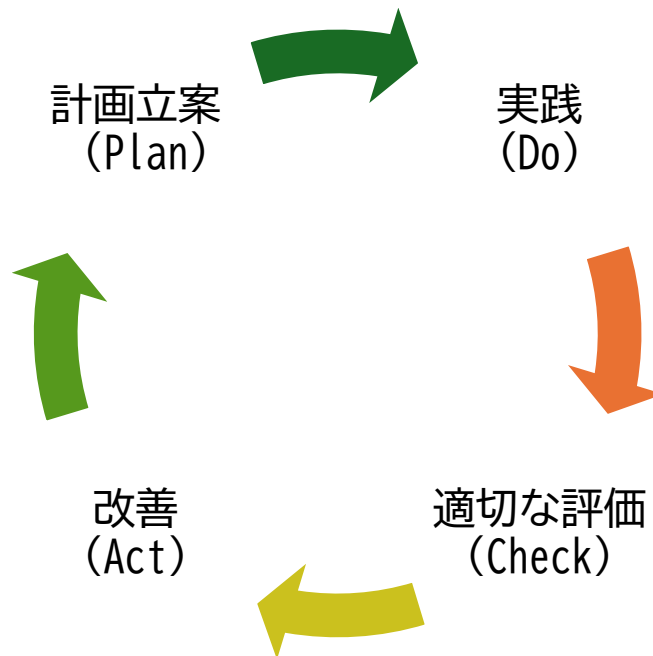 計画立案
(Plan)
実践
(Do)
適切な評価
(Check)
改善
(Act)